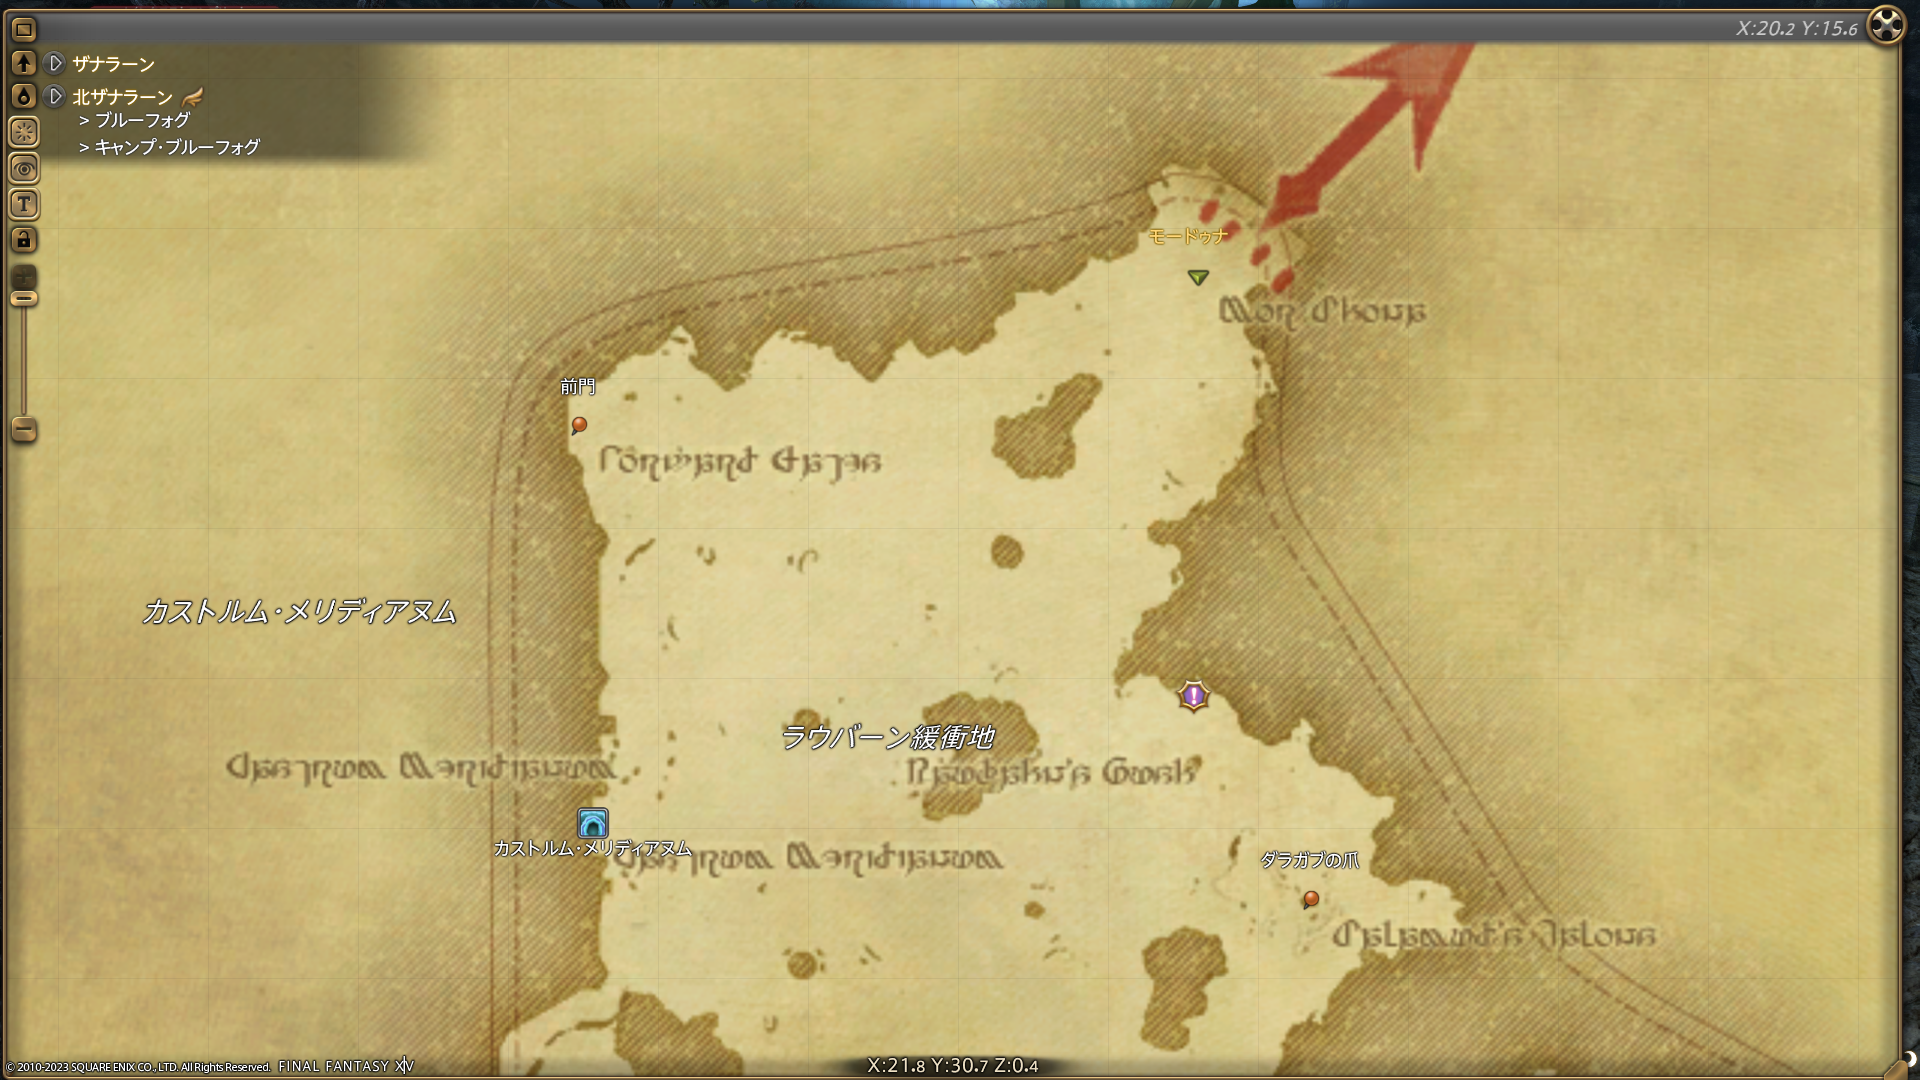 X:20.2 Y:15.6
ザナラーン
北ザナラーン
> ブルーフォグ
> キャンプ・ブルーフォグ
モードゥナ
前門
カストルム・メリディアヌム
ラウバーン緩衝地
カストルム・メリディアヌム
ダラガブの爪
© 2010-2023 SQUARE ENIX CO., LTD. All Rights Reserved. FINAL FANTASY XIV
X:21.8 Y:30.7 Z:0.4